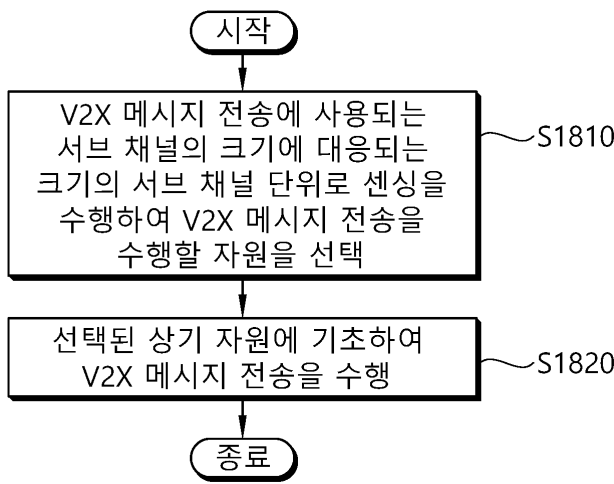 시작
V2X 메시지 전송에 사용되는
서브 채널의 크기에 대응되는
크기의 서브 채널 단위로 센싱을
수행하여 V2X 메시지 전송을
수행할 자원을 선택
S1810
선택된 상기 자원에 기초하여
V2X 메시지 전송을 수행
S1820
종료